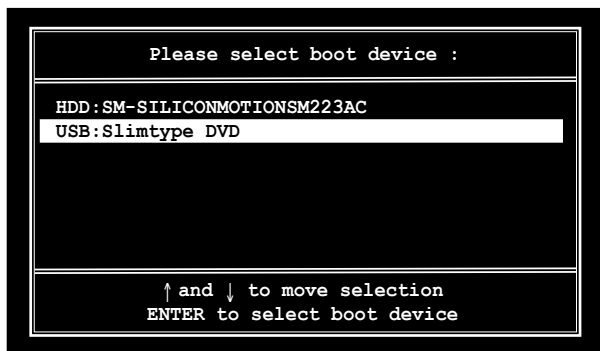 Please select boot device :
HDD:SM-SILICONMOTIONSM223AC
USB:Slimtype DVD
↑ and ↓ to move selection
ENTER to select boot device